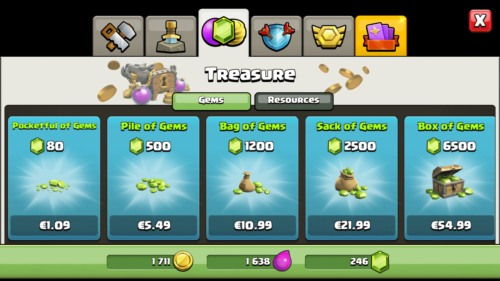 X
Treasure
Gems
Resources
Pocketful of Gems
80
€1.09
Pile of Gems
500
€5.49
Bag of Gems
1200
€10.99
Sack of Gems
2500
€21.99
Box of Gems
6500
€54.99
1 711
1 638
246